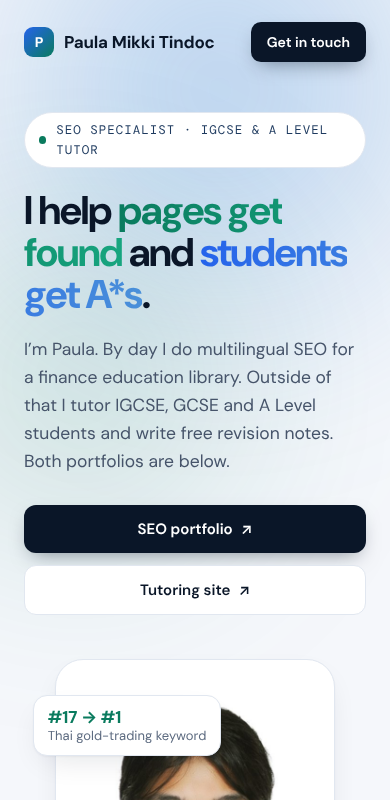 P
Paula Mikki Tindoc
Get in touch
SEO SPECIALIST · IGCSE & A LEVEL
TUTOR
I help pages get
found and students
get A*s.
I’m Paula. By day I do multilingual SEO for
a finance education library. Outside of
that I tutor IGCSE, GCSE and A Level
students and write free revision notes.
Both portfolios are below.
SEO portfolio ↗
Tutoring site ↗
#17 → #1
Thai gold-trading keyword